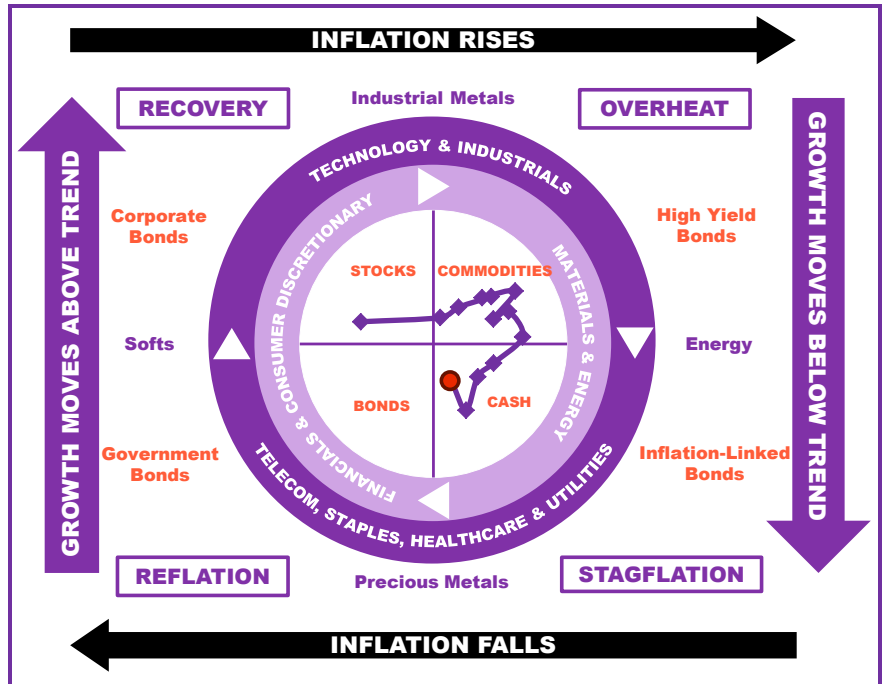 INFLATION RISES
RECOVERY
Industrial Metals
OVERHEAT
GROWTH MOVES ABOVE TREND
TECHNOLOGY & INDUSTRIALS
GROWTH MOVES BELOW TREND
Corporate
Bonds
FINANCIALS & CONSUMER DISCRETIONARY
MATERIALS & ENERGY
High Yield
Bonds
STOCKS
COMMODITIES
Softs
Energy
BONDS
CASH
Government
Bonds
Inflation-Linked
Bonds
TELECOM, STAPLES, HEALTHCARE & UTILITIES
REFLATION
Precious Metals
STAGFLATION
INFLATION FALLS